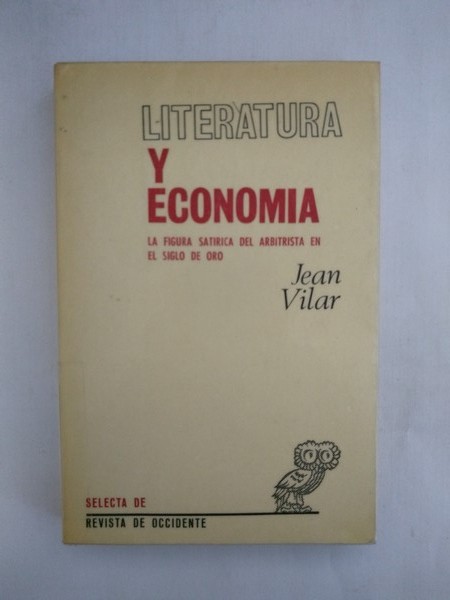 LITERATURA
Y
ECONOMIA
LA FIGURA SATIRICA DEL ARBITRISTA EN
EL SIGLO DE ORO
Jean
Vilar
SELECTA DE
REVISTA DE OCCIDENTE